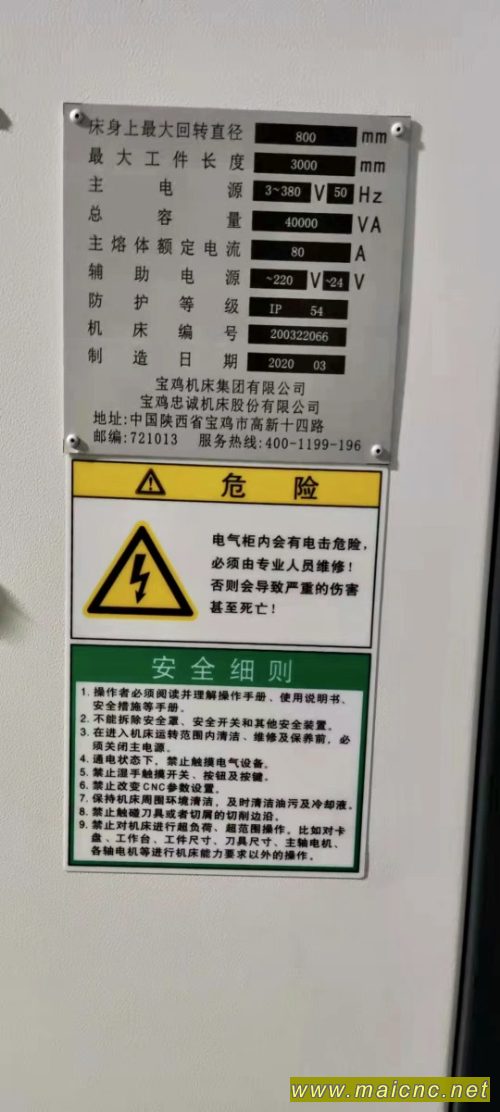 床身上最大回转直径 800 mm
最大工件长度 3000 mm
主电源 3~380 V 50 Hz
总容量 40000 VA
主熔体额定电流 80 A
辅助电源 ~220 V ~24 V
防护等级 IP 54
机床编号 200322066
制造日期 2020 03
宝鸡机床集团有限公司
宝鸡忠诚机床股份有限公司
地址:中国陕西省宝鸡市高新十四路
邮编:721013 服务热线:400-1199-196
危险
电气柜内会有电击危险,
必须由专业人员维修!
否则会导致严重的伤害
甚至死亡!
安全细则
1. 操作者必须阅读并理解操作手册、使用说明书、
安全措施等手册。
2. 不能拆除安全罩、安全开关和其他安全装置。
3. 在进入机床运转范围内清洁、维修及保养前,必
须关闭主电源。
4. 通电状态下,禁止触摸电气设备。
5. 禁止湿手触摸开关、按钮及按键。
6. 禁止改变CNC参数设置。
7. 保持机床周围环境清洁,及时清洁油污及冷却液。
8. 禁止触碰刀具或者切屑的切削边沿。
9. 禁止对机床进行超负荷、超范围操作。比如对卡
盘、工作台、工件尺寸、刀具尺寸、主轴电机、
各轴电机等进行机床能力要求以外的操作。
www.maicnc.net